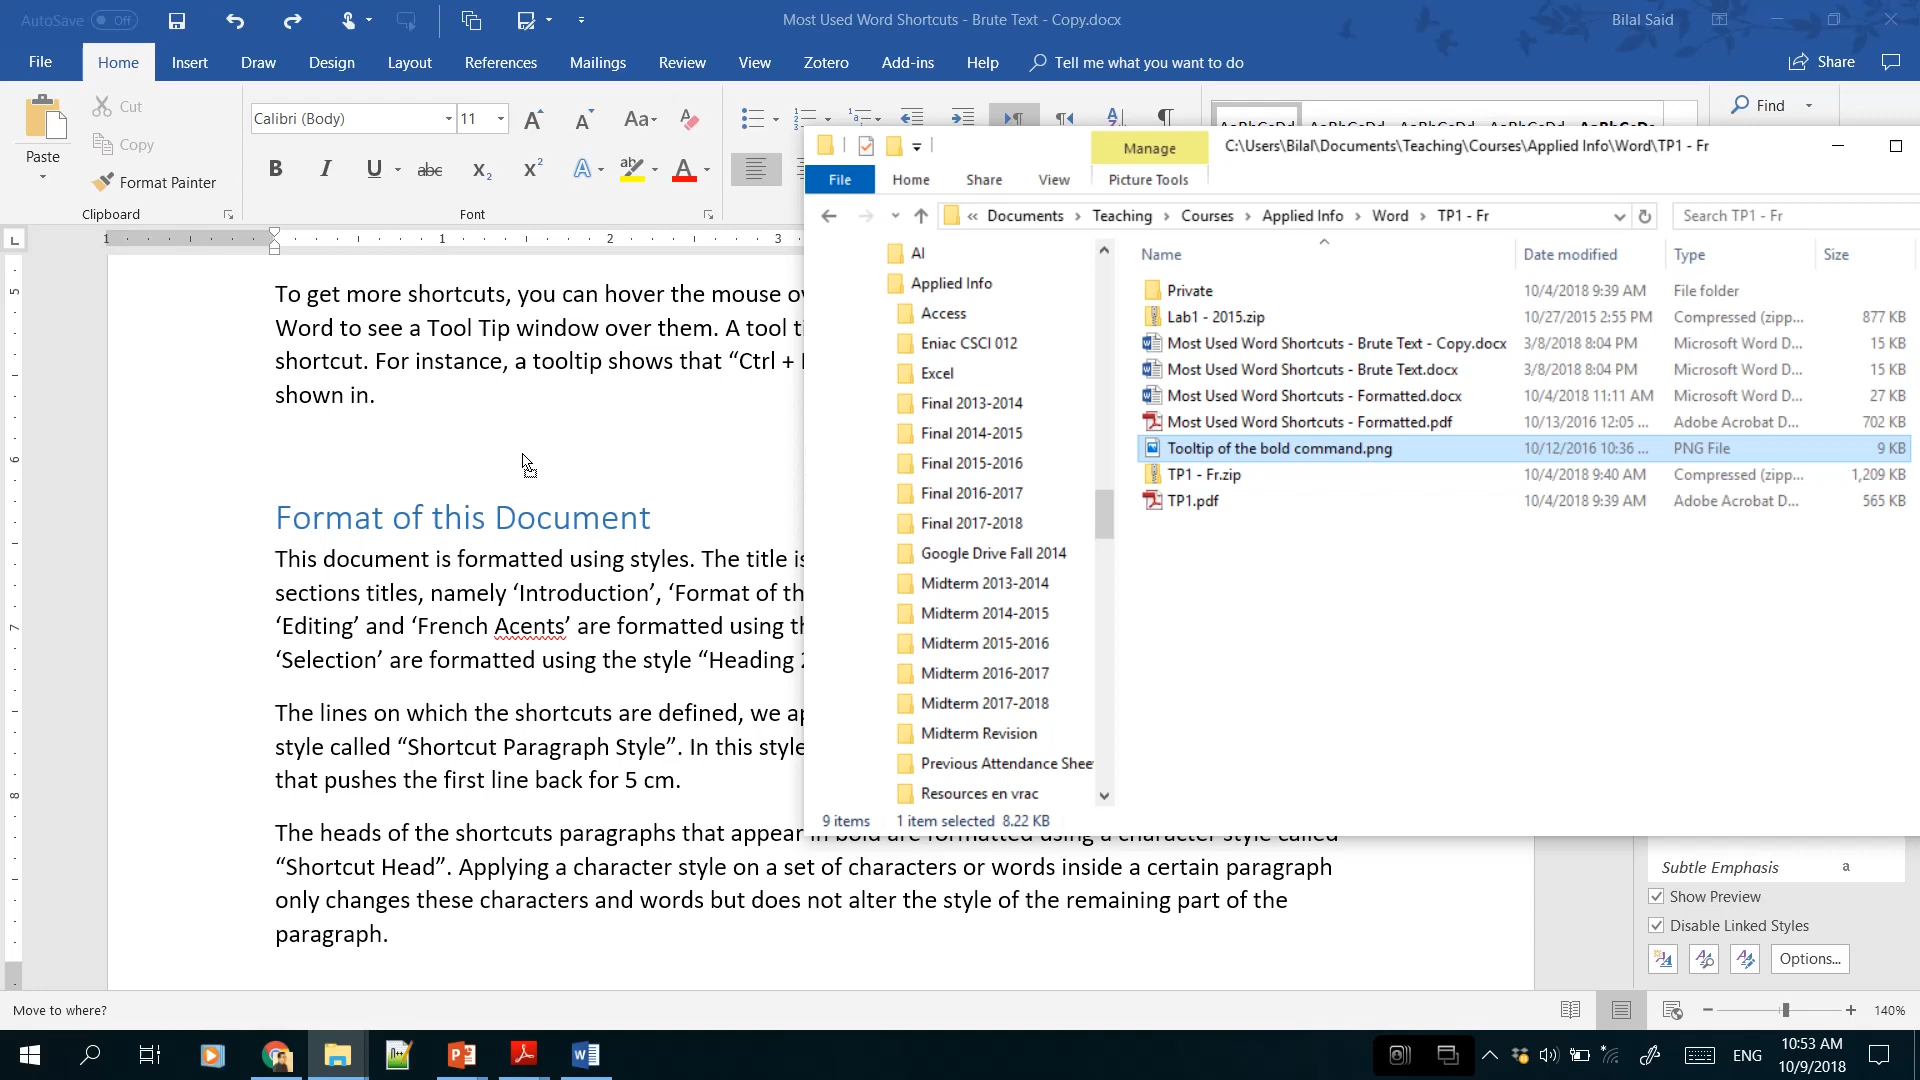 AutoSave Off
Most Used Word Shortcuts - Brute Text - Copy.docx
Bilal Said
File Home Insert Draw Design Layout References Mailings Review View Zotero Add-ins Help Tell me what you want to do Share
Paste
Cut
Copy
Format Painter
Clipboard
Calibri (Body) 11
Font
Find
To get more shortcuts, you can hover the mouse
Word to see a Tool Tip window over them. A tool
shortcut. For instance, a tooltip shows that “Ctrl +
shown in.
Format of this Document
This document is formatted using styles. The title is
sections titles, namely ‘Introduction’, ‘Format of
‘Editing’ and ‘French Acents’ are formatted using
‘Selection’ are formatted using the style “Heading
The lines on which the shortcuts are defined, we
style called “Shortcut Paragraph Style”. In this style
that pushes the first line back for 5 cm.
The heads of the shortcuts paragraphs that appear in bold are formatted using a character style called
“Shortcut Head”. Applying a character style on a set of characters or words inside a certain paragraph
only changes these characters and words but does not alter the style of the remaining part of the
paragraph.
Manage
C:\Users\Bilal\Documents\Teaching\Courses\Applied Info\Word\TP1 - Fr
File Home Share View Picture Tools
« Documents › Teaching › Courses › Applied Info › Word › TP1 - Fr
Search TP1 - Fr
AI
Applied Info
Access
Eniac CSCI 012
Excel
Final 2013-2014
Final 2014-2015
Final 2015-2016
Final 2016-2017
Final 2017-2018
Google Drive Fall 2014
Midterm 2013-2014
Midterm 2014-2015
Midterm 2015-2016
Midterm 2016-2017
Midterm 2017-2018
Midterm Revision
Previous Attendance Shee
Resources en vrac
Name Date modified Type Size
Private 10/4/2018 9:39 AM File folder
Lab1 - 2015.zip 10/27/2015 2:55 PM Compressed (zipp... 877 KB
Most Used Word Shortcuts - Brute Text - Copy.docx 3/8/2018 8:04 PM Microsoft Word D... 15 KB
Most Used Word Shortcuts - Brute Text.docx 3/8/2018 8:04 PM Microsoft Word D... 15 KB
Most Used Word Shortcuts - Formatted.docx 10/4/2018 11:11 AM Microsoft Word D... 27 KB
Most Used Word Shortcuts - Formatted.pdf 10/13/2016 12:05 ... Adobe Acrobat D... 702 KB
Tooltip of the bold command.png 10/12/2016 10:36 ... PNG File 9 KB
TP1 - Fr.zip 10/4/2018 9:40 AM Compressed (zipp... 1,209 KB
TP1.pdf 10/4/2018 9:39 AM Adobe Acrobat D... 565 KB
9 items 1 item selected 8.22 KB
Subtle Emphasis a
Show Preview
Disable Linked Styles
Options...
Move to where?
140%
ENG
10:53 AM
10/9/2018